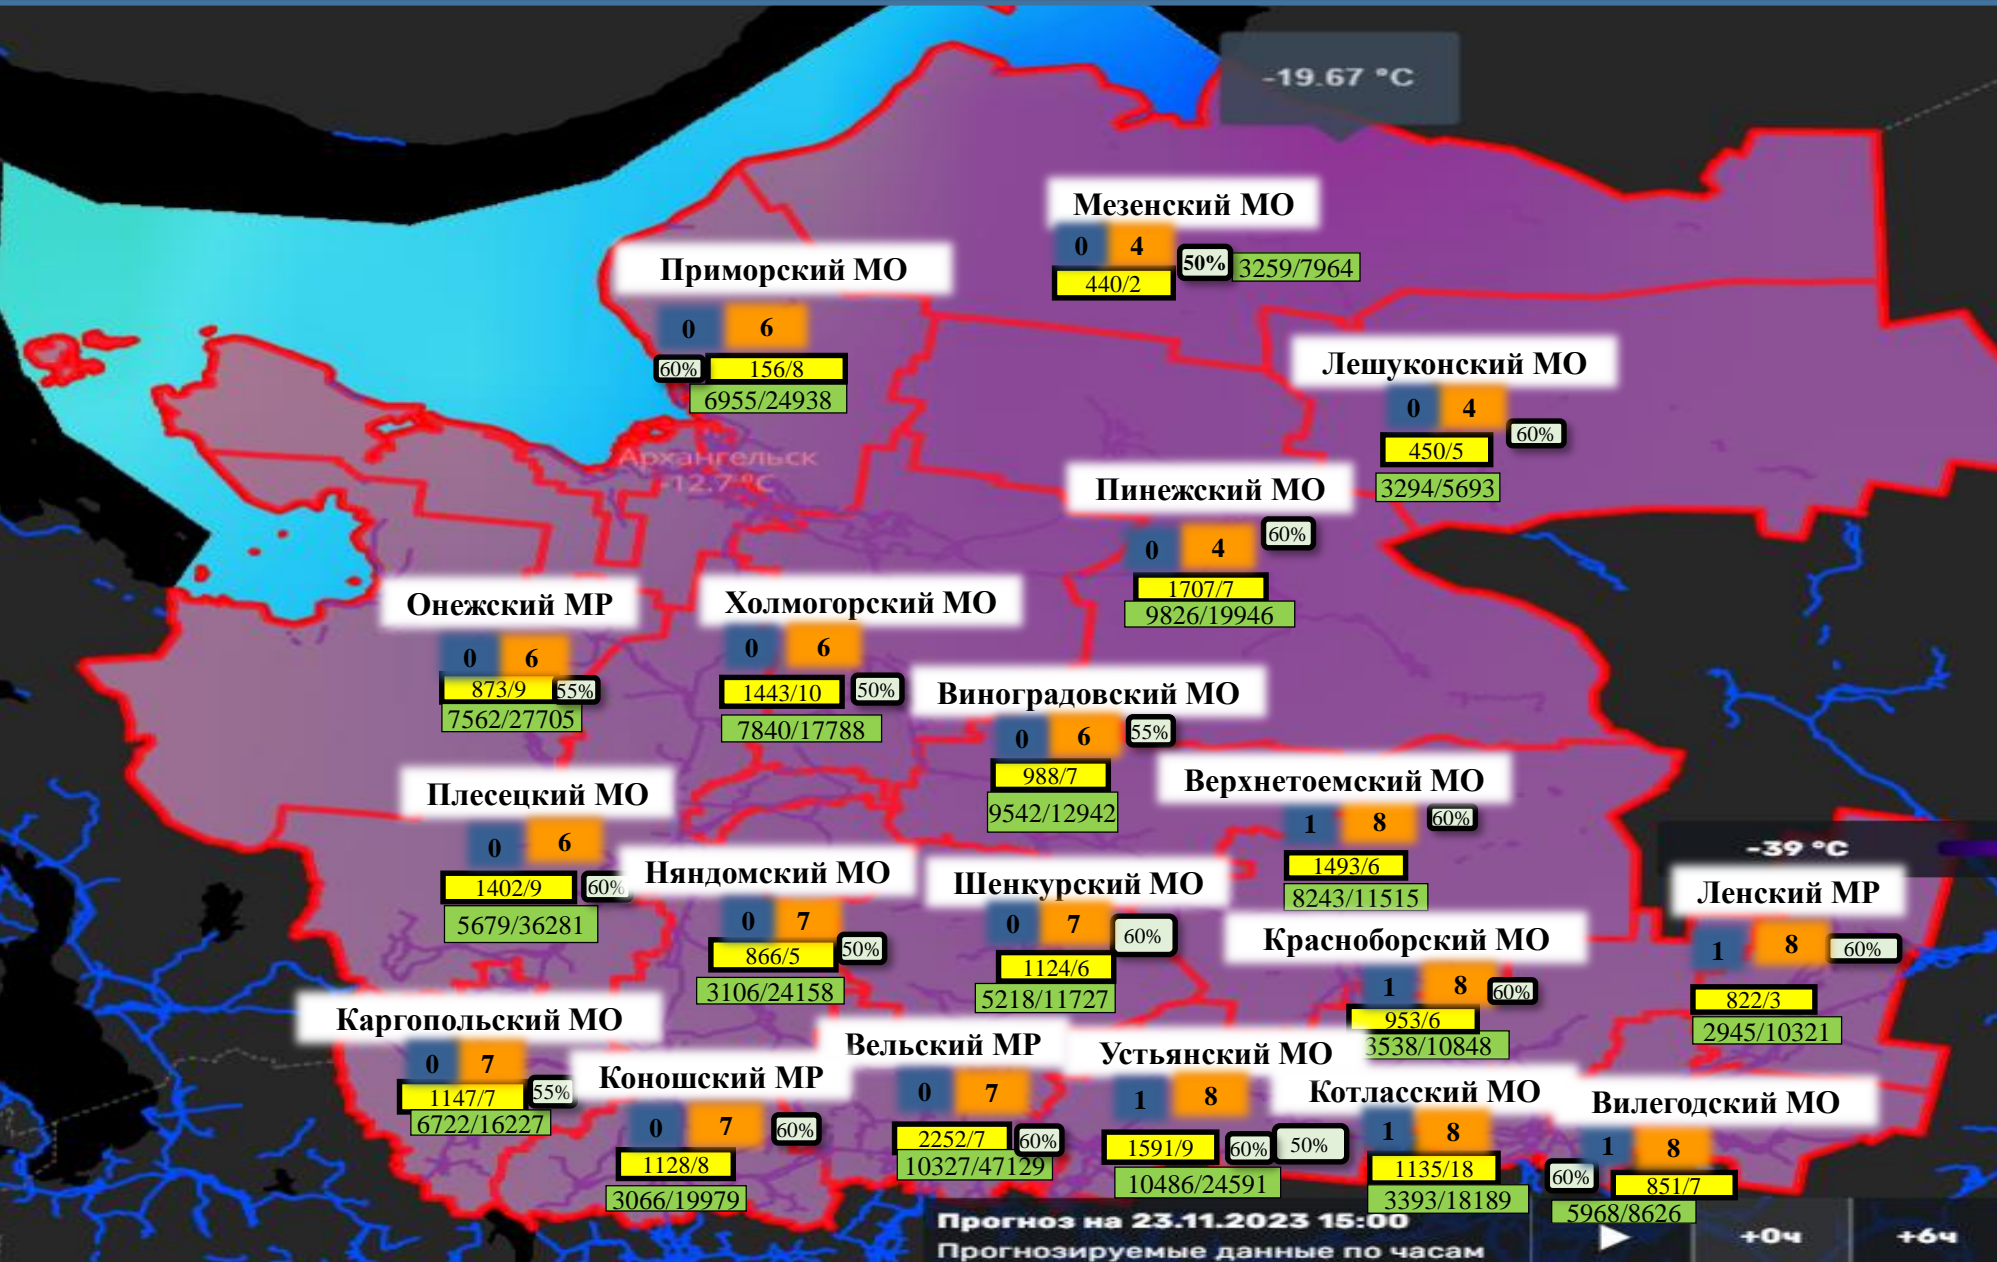 -19.67 °C
Мезенский МО
0 4
440/2
50%
3259/7964
Приморский МО
0 6
60%
156/8
6955/24938
Лешуконский МО
0 4
450/5
60%
3294/5693
Архангельск
-12.7 °C
Пинежский МО
0 4
60%
1707/7
9826/19946
Онежский МР
0 6
873/9
55%
7562/27705
Холмогорский МО
0 6
1443/10
50%
7840/17788
Виноградовский МО
0 6
55%
988/7
9542/12942
Верхнетоемский МО
1 8
60%
1493/6
8243/11515
Плесецкий МО
0 6
1402/9
60%
5679/36281
Няндомский МО
0 7
866/5
50%
3106/24158
Шенкурский МО
0 7
60%
1124/6
5218/11727
-39 °C
Ленский МР
1 8
60%
822/3
2945/10321
Красноборский МО
1 8
60%
953/6
3538/10848
Каргопольский МО
0 7
1147/7
55%
6722/16227
Коношский МР
0 7
60%
1128/8
3066/19979
Вельский МР
0 7
2252/7
60%
10327/47129
Устьянский МО
1 8
1591/9
60%
10486/24591
Котласский МО
1 8
50%
1135/18
3393/18189
Вилегодский МО
1 8
60%
851/7
5968/8626
Прогноз на 23.11.2023 15:00
Прогнозируемые данные по часам
+0ч
+6ч